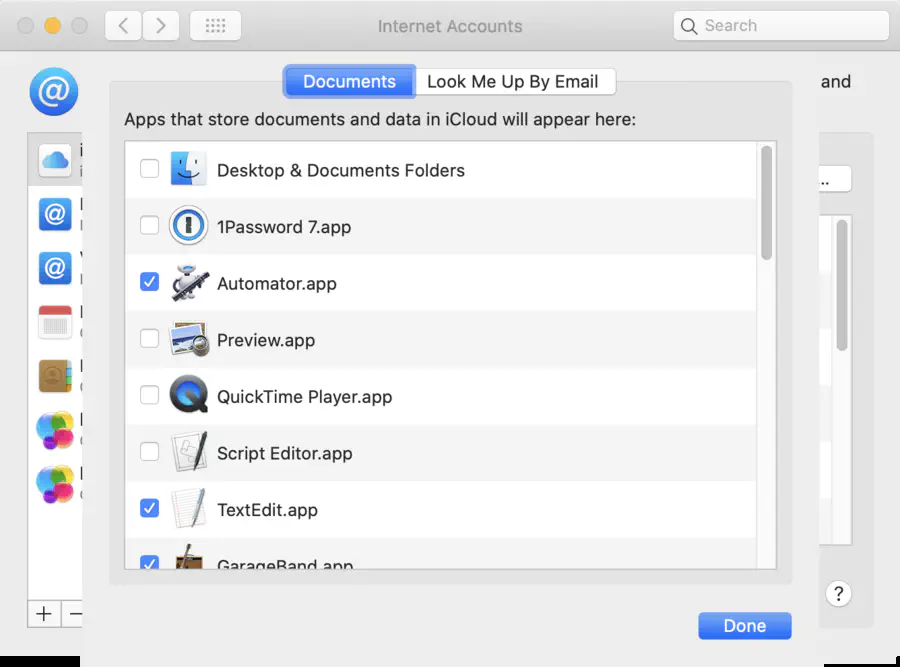 Internet Accounts
Search
Documents
Look Me Up By Email
and
Apps that store documents and data in iCloud will appear here:
Desktop & Documents Folders
1Password 7.app
Automator.app
Preview.app
QuickTime Player.app
Script Editor.app
TextEdit.app
GarageBand.app
...
?
Done